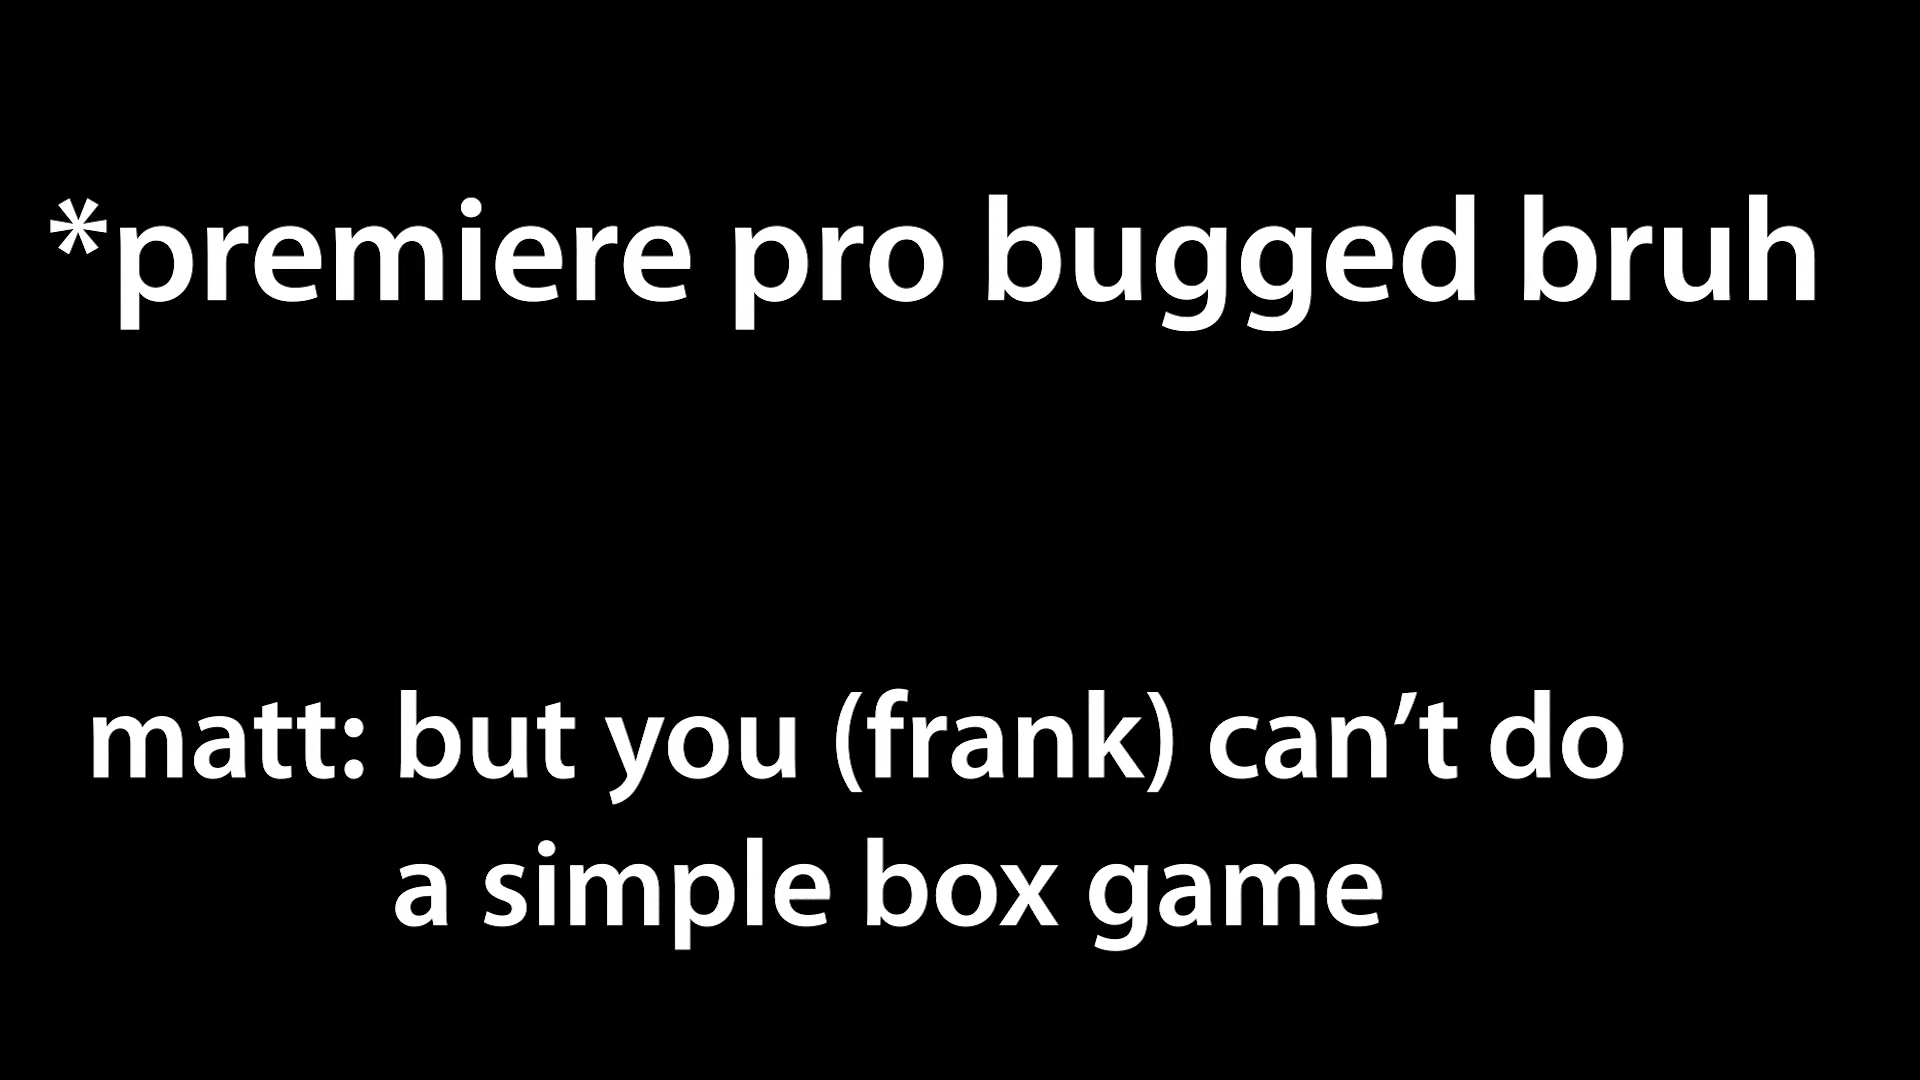 *premiere pro bugged bruh
matt: but you (frank) can’t do
a simple box game